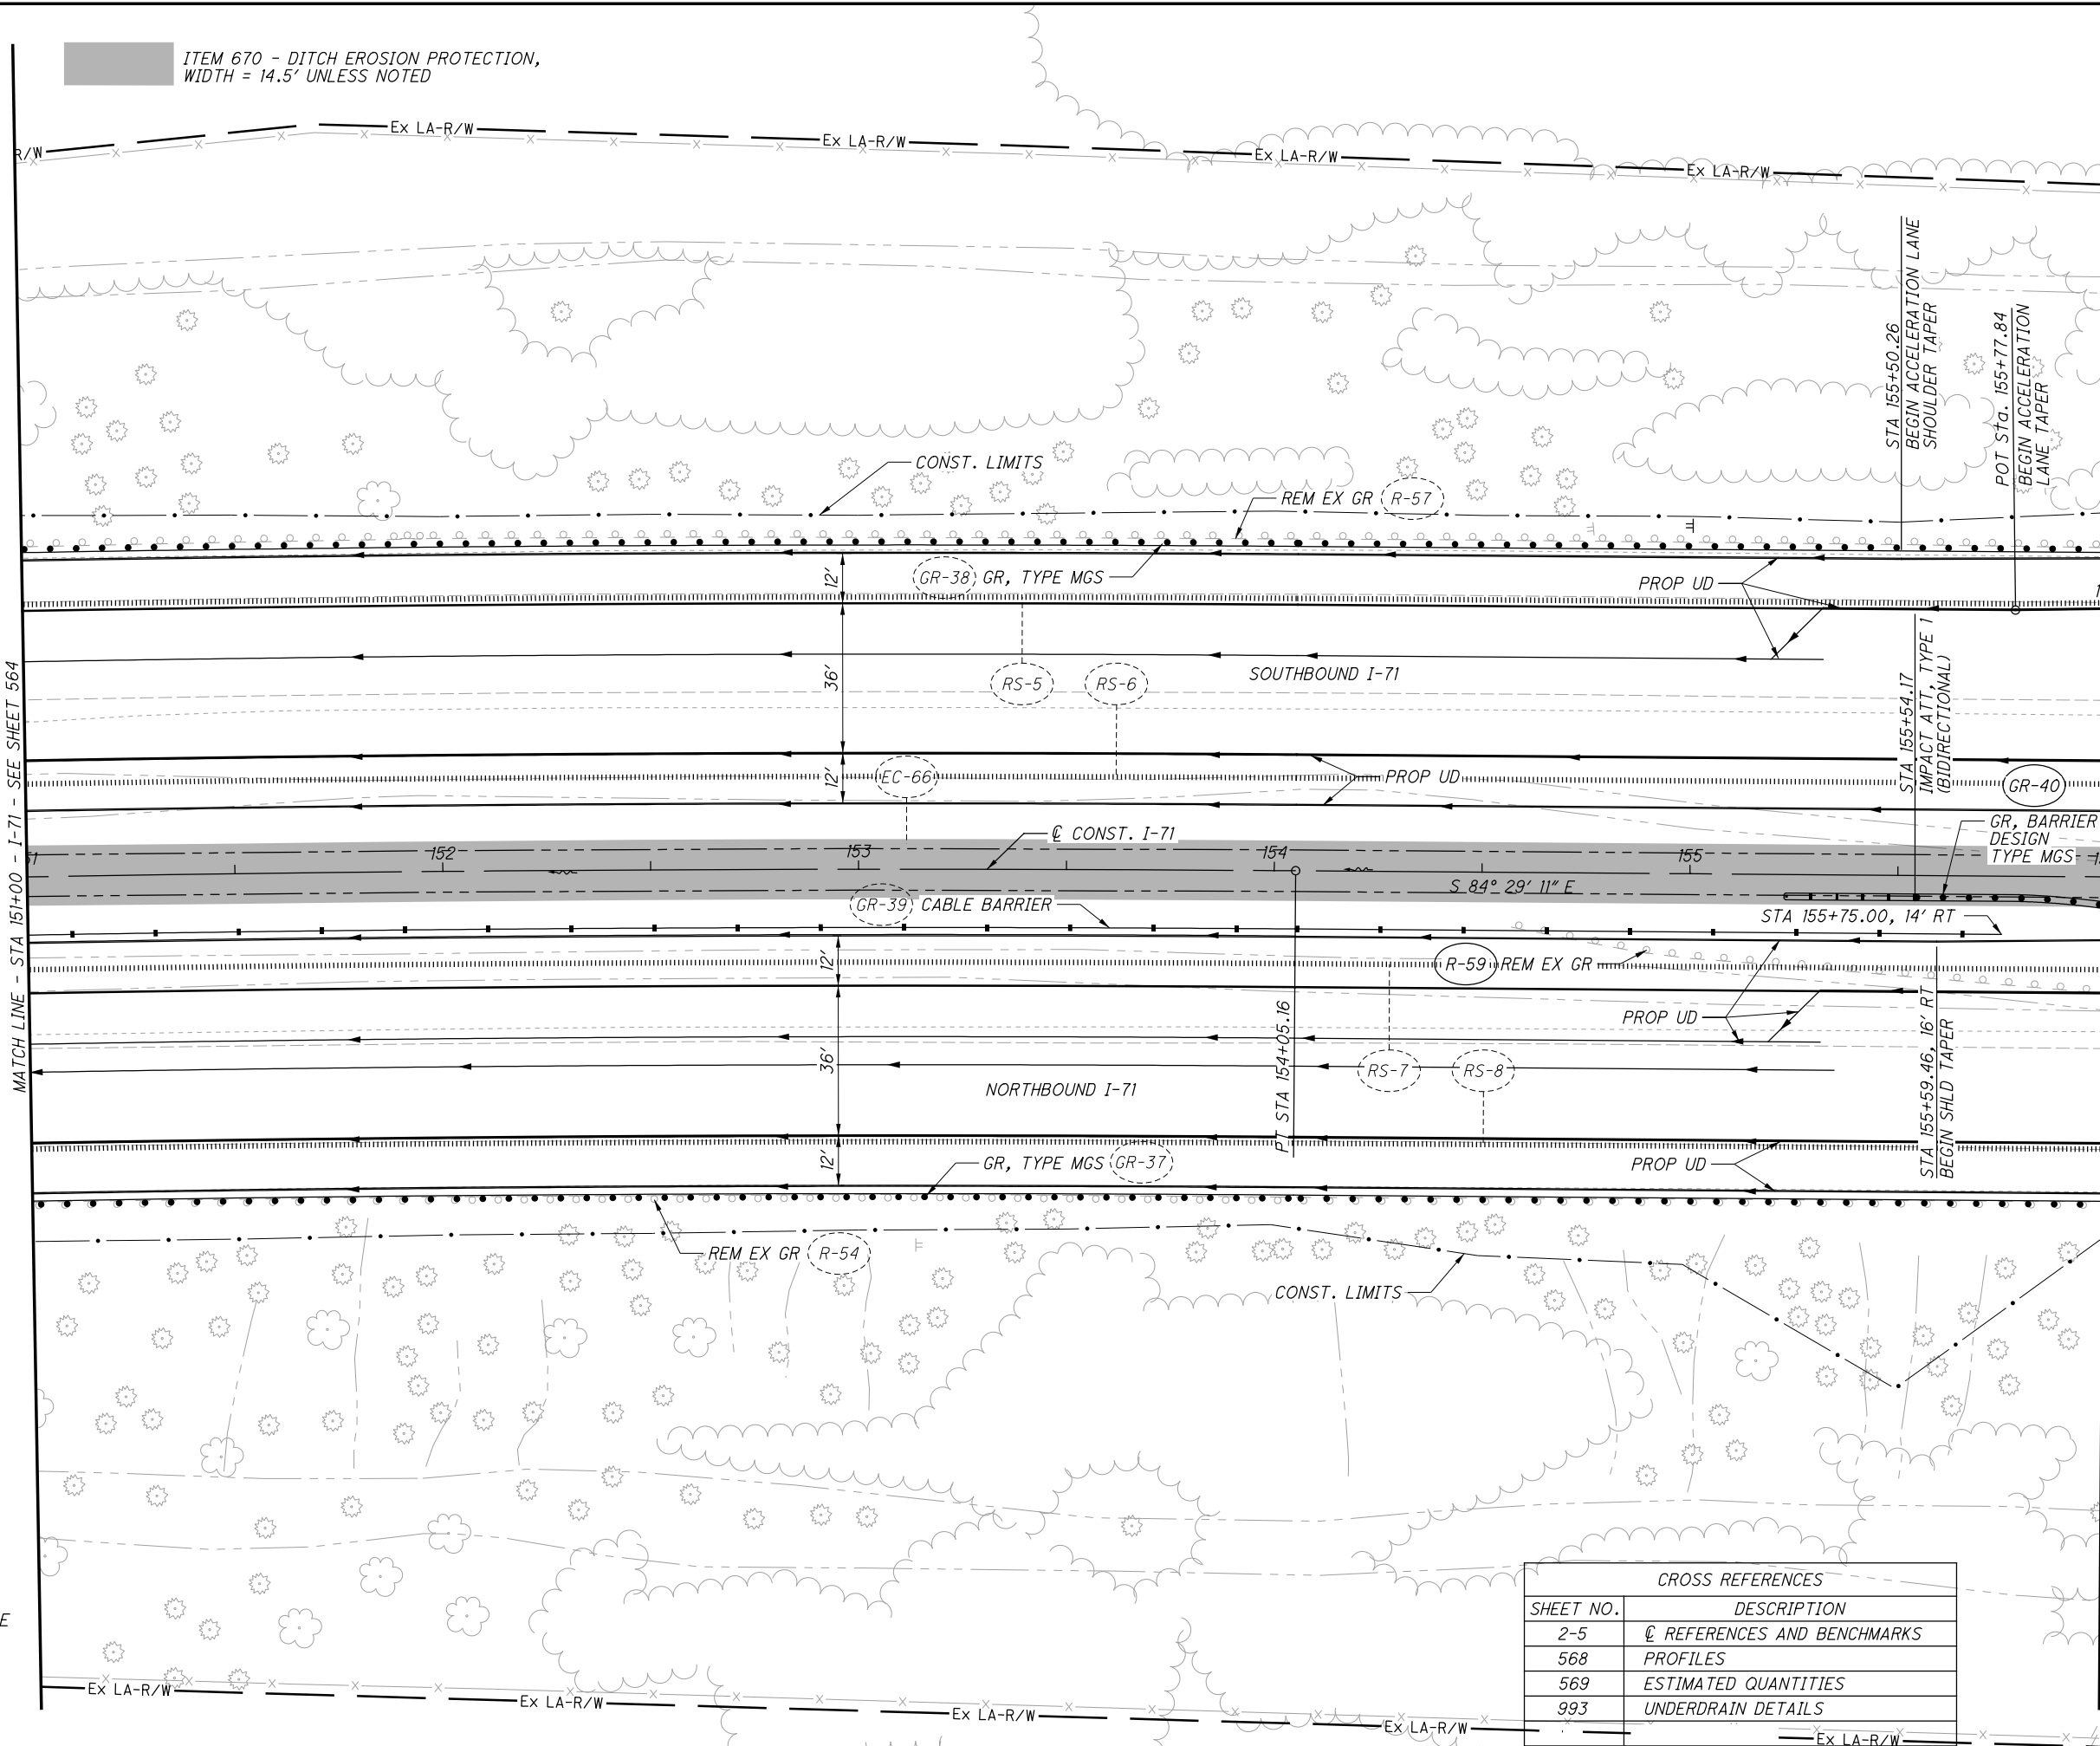 ITEM 670 - DITCH EROSION PROTECTION,
WIDTH = 14.5' UNLESS NOTED
R/W
Ex LA-R/W
Ex LA-R/W
Ex LA-R/W
Ex LA-R/W
STA 155+50.26
BEGIN ACCELERATION LANE
SHOULDER TAPER
POT Sta. 155+77.84
BEGIN ACCELERATION
LANE TAPER
CONST. LIMITS
REM EX GR R-57
GR-38 GR, TYPE MGS
12'
PROP UD
36'
RS-5
RS-6
SOUTHBOUND I-71
STA 155+54.17
IMPACT ATT, TYPE 1
(BIDIRECTIONAL)
MATCH LINE - STA 151+00 - I-71 - SEE SHEET 564
EC-66
12'
PROP UD
GR-40
GR, BARRIER
DESIGN
TYPE MGS
℄ CONST. I-71
152
153
154
155
S 84° 29' 11" E
GR-39 CABLE BARRIER
STA 155+75.00, 14' RT
12'
R-59 REM EX GR
PROP UD
36'
PT STA 154+05.16
RS-7
RS-8
NORTHBOUND I-71
STA 155+59.46, 16' RT
BEGIN SHLD TAPER
12'
GR, TYPE MGS GR-37
PROP UD
REM EX GR R-54
CONST. LIMITS
CROSS REFERENCES
SHEET NO. DESCRIPTION
2-5 ℄ REFERENCES AND BENCHMARKS
568 PROFILES
569 ESTIMATED QUANTITIES
993 UNDERDRAIN DETAILS
E
Ex LA-R/W
Ex LA-R/W
Ex LA-R/W
Ex LA-R/W
Ex LA-R/W